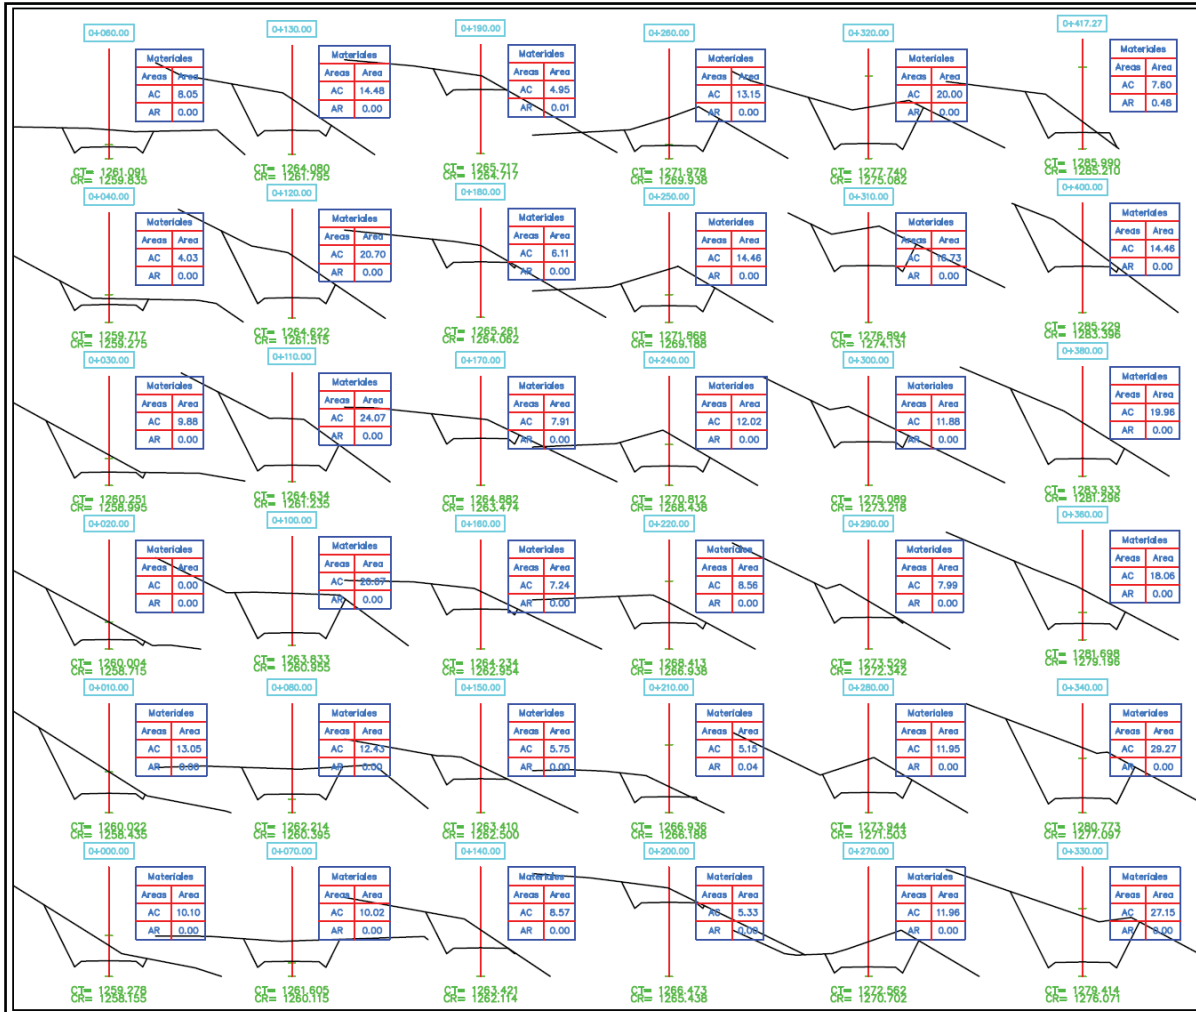 0+060.00
Materiales
Areas Area
AC 8.05
AR 0.00
CT= 1261.091
CR= 1259.835
0+130.00
Materiales
Areas Area
AC 14.48
AR 0.00
CT= 1264.080
CR= 1261.795
0+190.00
Materiales
Areas Area
AC 4.95
AR 0.01
CT= 1265.717
CR= 1264.717
0+260.00
Materiales
Areas Area
AC 13.15
AR 0.00
CT= 1271.978
CR= 1269.938
0+320.00
Materiales
Areas Area
AC 20.00
AR 0.00
CT= 1277.740
CR= 1275.082
0+417.27
Materiales
Areas Area
AC 7.60
AR 0.48
CT= 1285.990
CR= 1285.210
0+040.00
Materiales
Areas Area
AC 4.03
AR 0.00
CT= 1259.717
CR= 1259.275
0+120.00
Materiales
Areas Area
AC 20.70
AR 0.00
CT= 1264.622
CR= 1261.515
0+180.00
Materiales
Areas Area
AC 6.11
AR 0.00
CT= 1265.261
CR= 1264.062
0+250.00
Materiales
Areas Area
AC 14.46
AR 0.00
CT= 1271.868
CR= 1269.188
0+310.00
Materiales
Areas Area
AC 16.73
AR 0.00
CT= 1276.894
CR= 1274.131
0+400.00
Materiales
Areas Area
AC 14.46
AR 0.00
CT= 1285.229
CR= 1283.396
0+030.00
Materiales
Areas Area
AC 9.88
AR 0.00
CT= 1260.251
CR= 1258.995
0+110.00
Materiales
Areas Area
AC 24.07
AR 0.00
CT= 1264.634
CR= 1261.235
0+170.00
Materiales
Areas Area
AC 7.91
AR 0.00
CT= 1264.882
CR= 1263.474
0+240.00
Materiales
Areas Area
AC 12.02
AR 0.00
CT= 1270.812
CR= 1268.438
0+300.00
Materiales
Areas Area
AC 11.88
AR 0.00
CT= 1275.089
CR= 1273.218
0+380.00
Materiales
Areas Area
AC 19.96
AR 0.00
CT= 1283.933
CR= 1281.296
0+020.00
Materiales
Areas Area
AC 0.00
AR 0.00
CT= 1260.004
CR= 1258.715
0+100.00
Materiales
Areas Area
AC
AR 0.00
CT= 1263.833
CR= 1260.955
0+160.00
Materiales
Areas Area
AC 7.24
AR 0.00
CT= 1264.234
CR= 1262.954
0+220.00
Materiales
Areas Area
AC 8.56
AR 0.00
CT= 1268.413
CR= 1266.938
0+290.00
Materiales
Areas Area
AC 7.99
AR 0.00
CT= 1273.529
CR= 1272.342
0+360.00
Materiales
Areas Area
AC 18.06
AR 0.00
CT= 1281.698
CR= 1279.196
0+010.00
Materiales
Areas Area
AC 13.05
AR 0.00
CT= 1260.022
CR= 1258.435
0+080.00
Materiales
Areas Area
AC 12.43
AR 0.00
CT= 1262.214
CR= 1260.395
0+150.00
Materiales
Areas Area
AC 5.75
AR 0.00
CT= 1263.410
CR= 1262.500
0+210.00
Materiales
Areas Area
AC 5.15
AR 0.04
CT= 1266.936
CR= 1266.188
0+280.00
Materiales
Areas Area
AC 11.95
AR 0.00
CT= 1273.944
CR= 1271.503
0+340.00
Materiales
Areas Area
AC 29.27
AR 0.00
CT= 1280.773
CR= 1277.097
0+000.00
Materiales
Areas Area
AC 10.10
AR 0.00
CT= 1259.278
CR= 1258.155
0+070.00
Materiales
Areas Area
AC 10.02
AR 0.00
CT= 1261.605
CR= 1260.115
0+140.00
Materiales
Areas Area
AC 8.57
AR 0.00
CT= 1263.421
CR= 1262.114
0+200.00
Materiales
Areas Area
AC 5.33
AR 0.00
CT= 1266.473
CR= 1265.438
0+270.00
Materiales
Areas Area
AC 11.96
AR 0.00
CT= 1272.562
CR= 1270.702
0+330.00
Materiales
Areas Area
AC 27.15
AR 0.00
CT= 1279.414
CR= 1276.071